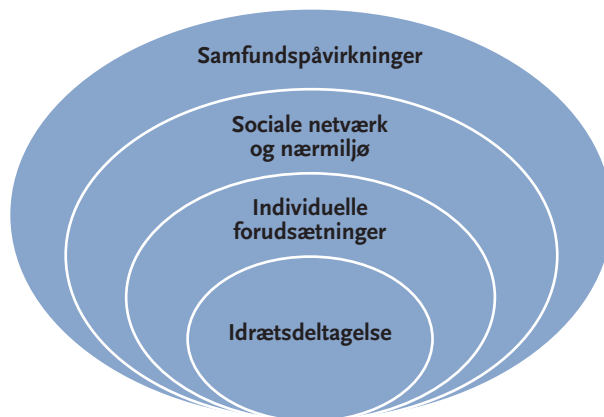 Samfundspåvirkninger
Sociale netværk
og nærmiljø
Individuelle
forudsætninger
Idrætsdeltagelse